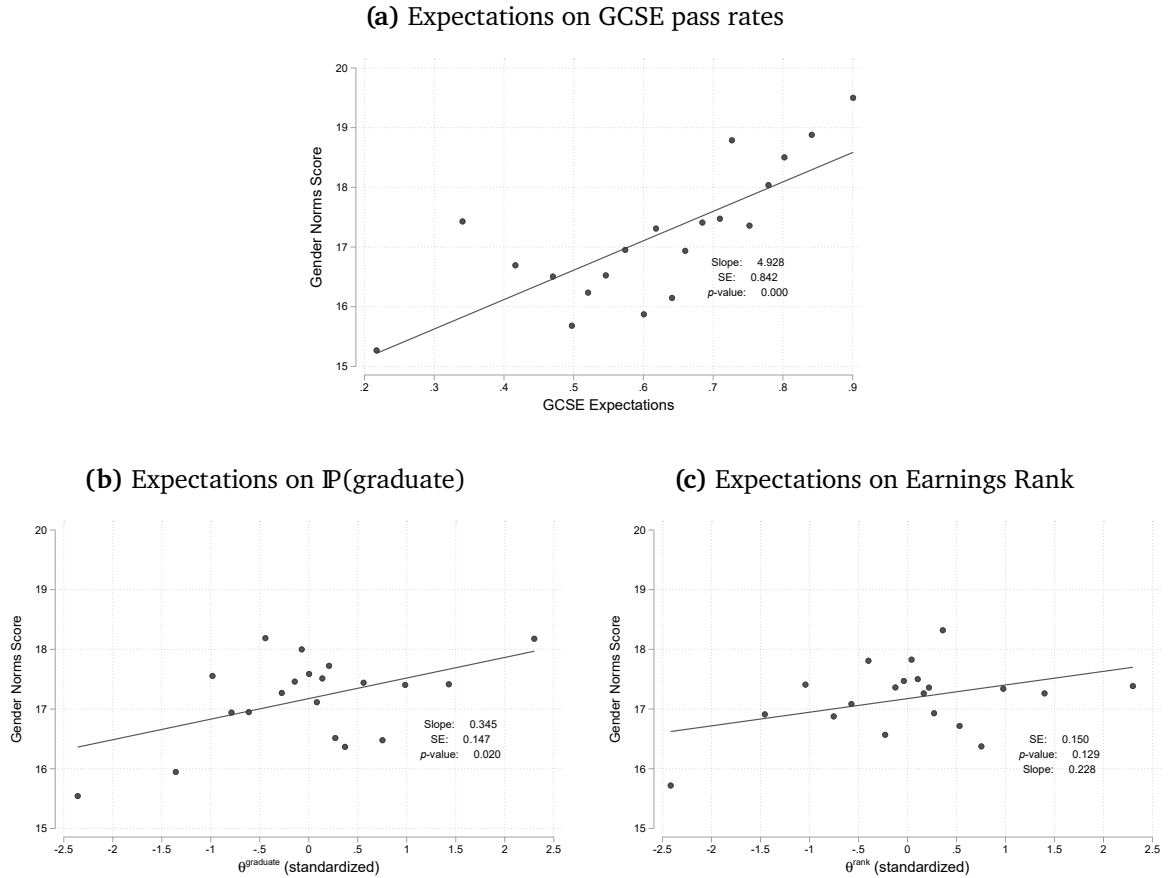 (a) Expectations on GCSE pass rates
20
19
18
17
16
15
Gender Norms Score
Slope: 4.928
SE: 0.842
p-value: 0.000
.2 .3 .4 .5 .6 .7 .8 .9
GCSE Expectations
(b) Expectations on ℙ(graduate)
20
19
18
17
16
15
Gender Norms Score
Slope: 0.345
SE: 0.147
p-value: 0.020
-2.5 -2 -1.5 -1 -.5 0 .5 1 1.5 2 2.5
θgraduate (standardized)
(c) Expectations on Earnings Rank
20
19
18
17
16
15
Gender Norms Score
SE: 0.150
p-value: 0.129
Slope: 0.228
-2.5 -2 -1.5 -1 -.5 0 .5 1 1.5 2 2.5
θrank (standardized)